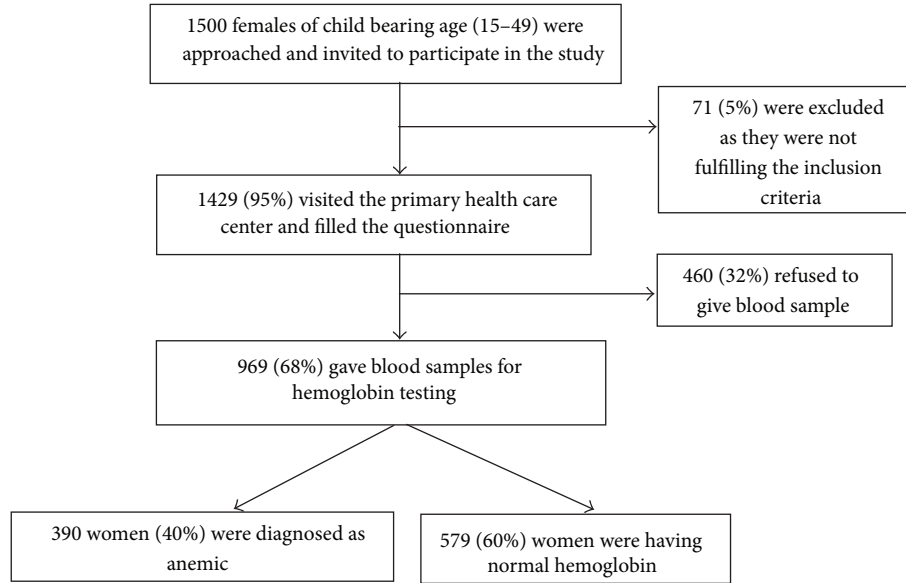 1500 females of child bearing age (15–49) were
approached and invited to participate in the study
71 (5%) were excluded
as they were not
fulfilling the inclusion
criteria
1429 (95%) visited the primary health care
center and filled the questionnaire
460 (32%) refused to
give blood sample
969 (68%) gave blood samples for
hemoglobin testing
390 women (40%) were diagnosed as
anemic
579 (60%) women were having
normal hemoglobin